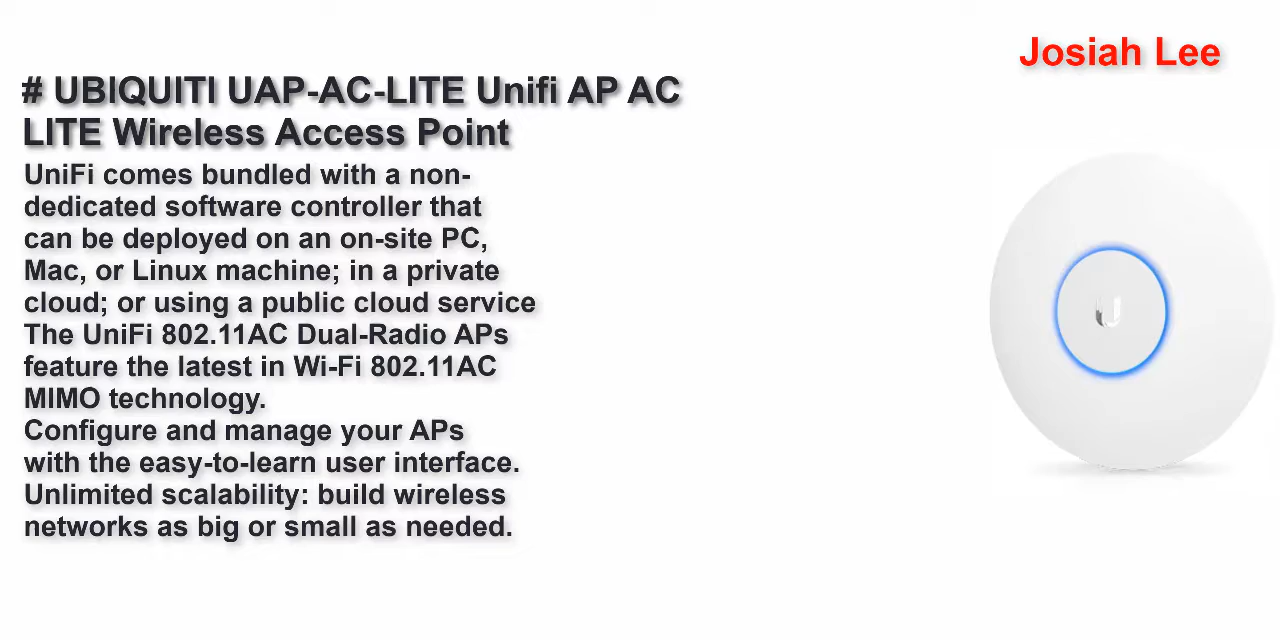 Josiah Lee
# UBIQUITI UAP-AC-LITE Unifi AP AC
LITE Wireless Access Point
UniFi comes bundled with a non-
dedicated software controller that
can be deployed on an on-site PC,
Mac, or Linux machine; in a private
cloud; or using a public cloud service
The UniFi 802.11AC Dual-Radio APs
feature the latest in Wi-Fi 802.11AC
MIMO technology.
Configure and manage your APs
with the easy-to-learn user interface.
Unlimited scalability: build wireless
networks as big or small as needed.